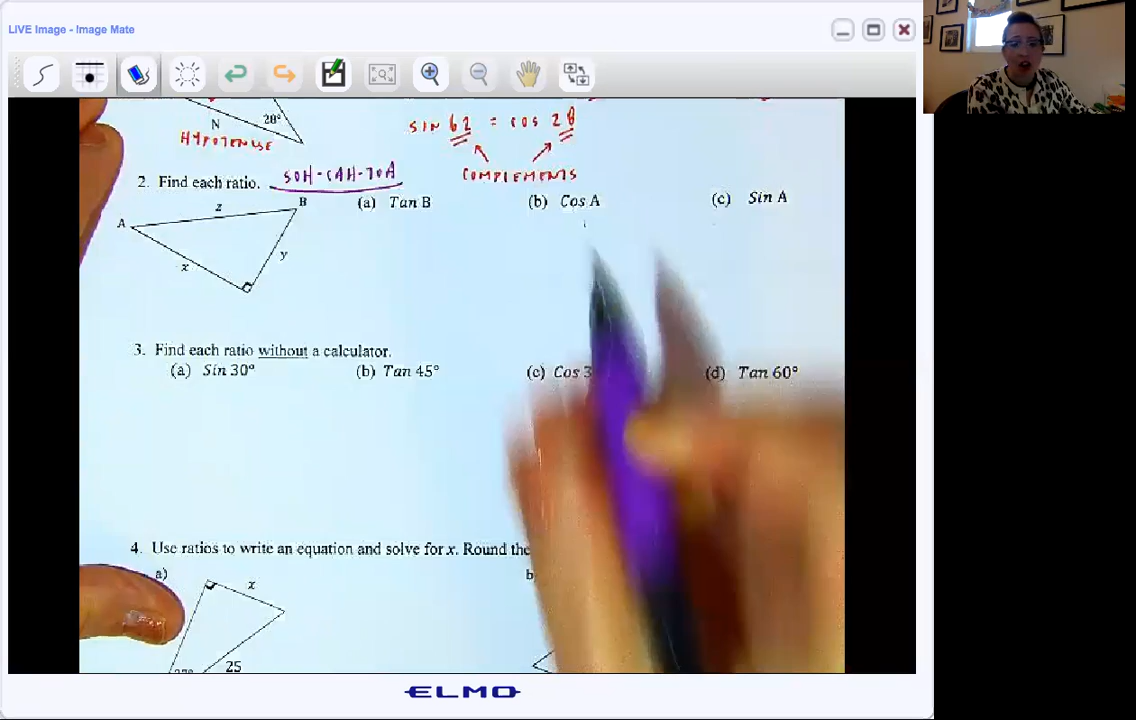 LIVE Image - Image Mate
N
28°
HYPOTENUSE
SIN 62 = COS 28
COMPLEMENTS
2. Find each ratio. SOH-CAH-TOA
A
z
B
x
y
(a) Tan B
(b) Cos A
(c) Sin A
3. Find each ratio without a calculator.
(a) Sin 30°
(b) Tan 45°
(c) Cos 3
(d) Tan 60°
4. Use ratios to write an equation and solve for x. Round the
a)
x
25
b
ELMO